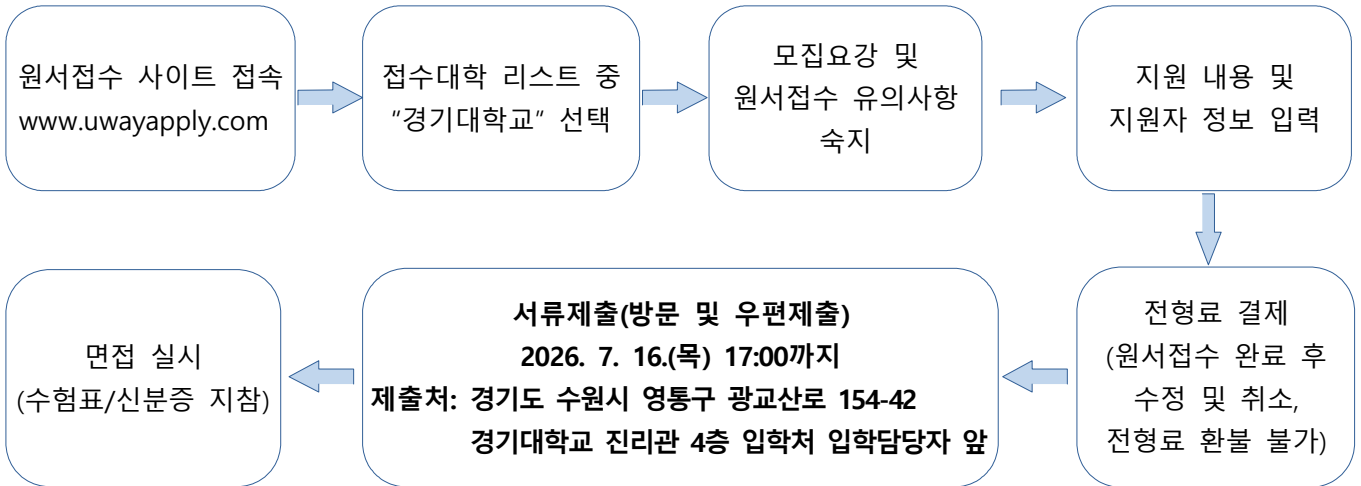 원서접수 사이트 접속
www.uwayapply.com
접수대학 리스트 중
"경기대학교" 선택
모집요강 및
원서접수 유의사항
숙지
지원 내용 및
지원자 정보 입력
전형료 결제
(원서접수 완료 후
수정 및 취소,
전형료 환불 불가)
서류제출(방문 및 우편제출)
2026. 7. 16.(목) 17:00까지
제출처: 경기도 수원시 영통구 광교산로 154-42
경기대학교 진리관 4층 입학처 입학담당자 앞
면접 실시
(수험표/신분증 지참)